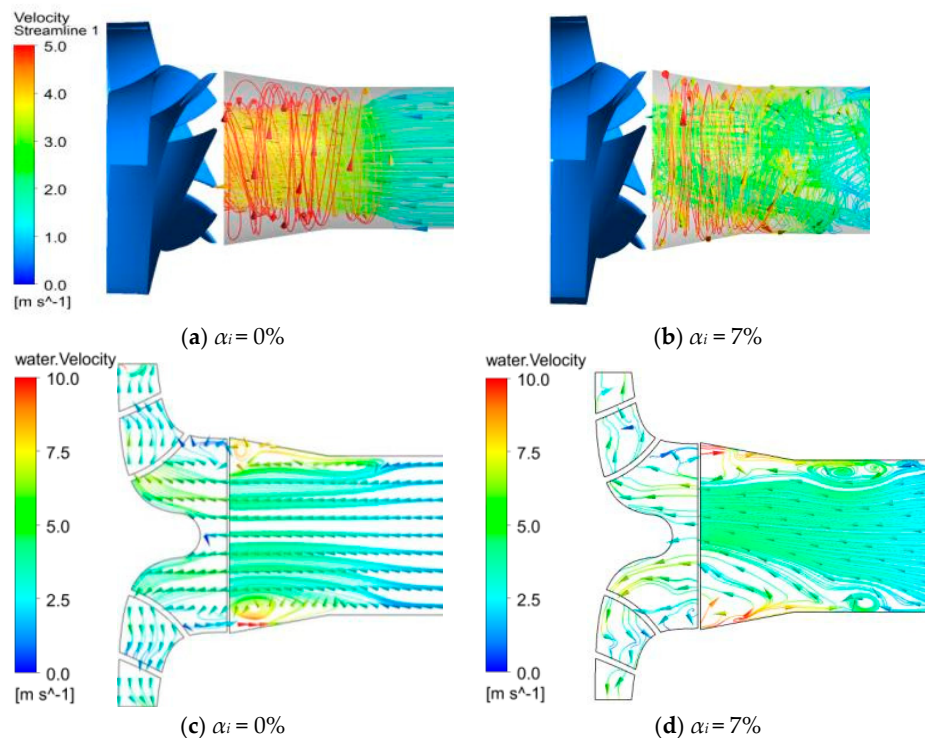 Velocity
Streamline 1
5.0
4.0
3.0
2.0
1.0
0.0
[m s^-1]
(a) αi = 0%
(b) αi = 7%
water.Velocity
10.0
7.5
5.0
2.5
0.0
[m s^-1]
water.Velocity
10.0
7.5
5.0
2.5
0.0
[m s^-1]
(c) αi = 0%
(d) αi = 7%